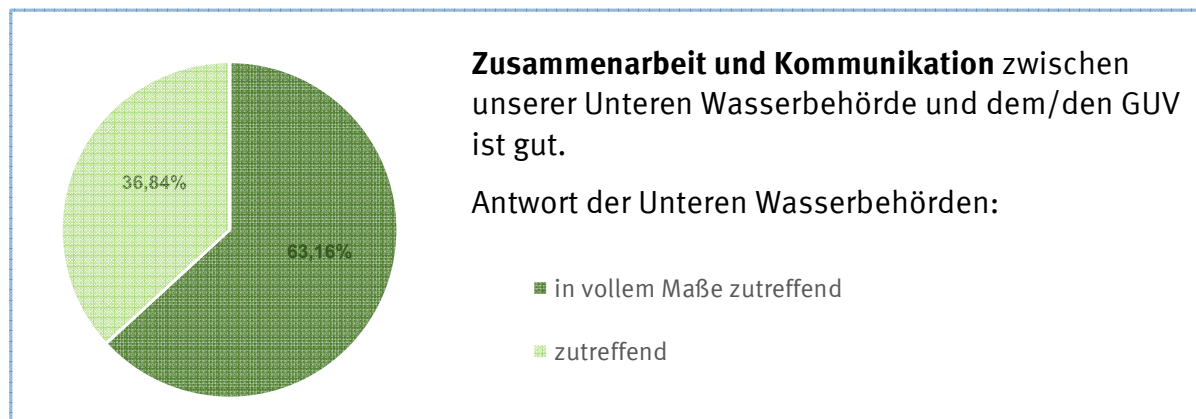 Zusammenarbeit und Kommunikation zwischen
unserer Unteren Wasserbehörde und dem/den GUV
ist gut.
Antwort der Unteren Wasserbehörden:
36,84%
63,16%
in vollem Maße zutreffend
zutreffend